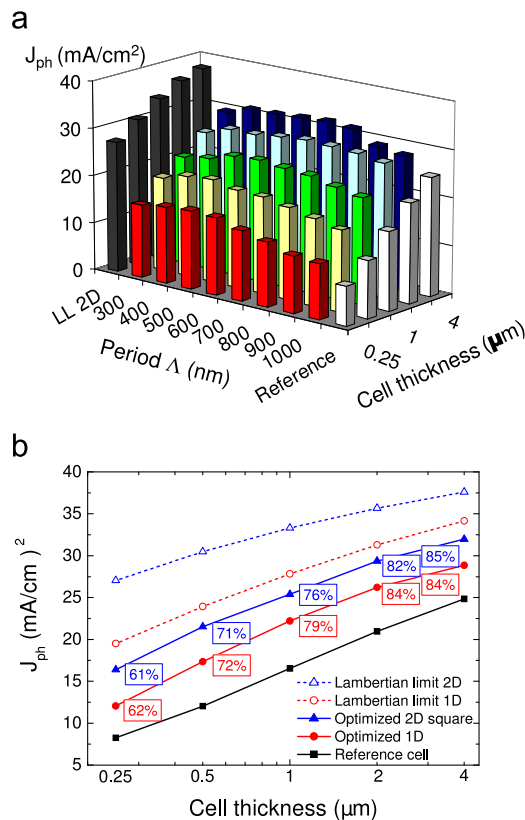 a
J_ph (mA/cm²)
40
30
20
10
0
LL 2D
300
400
500
600
700
800
900
1000
Reference
Period Λ (nm)
0.25
1
4
Cell thickness (μm)
b
J_ph (mA/cm)²
40
35
30
25
20
15
10
5
61%
71%
76%
82%
85%
62%
72%
79%
84%
84%
Lambertian limit 2D
Lambertian limit 1D
Optimized 2D square
Optimized 1D
Reference cell
0.25
0.5
1
2
4
Cell thickness (μm)